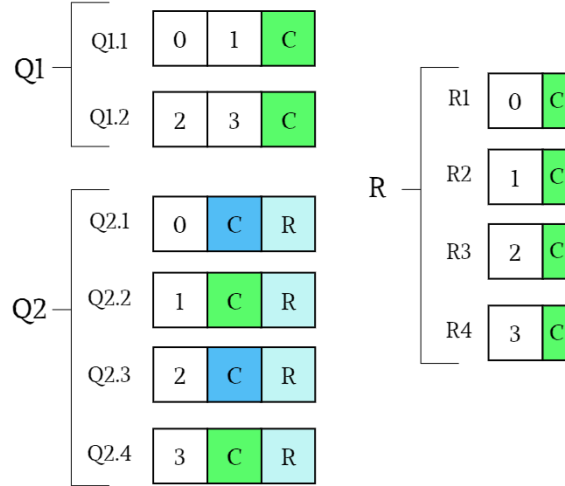 Q1
Q1.1 0 1 C
Q1.2 2 3 C
Q2
Q2.1 0 C R
Q2.2 1 C R
Q2.3 2 C R
Q2.4 3 C R
R
R1 0 C
R2 1 C
R3 2 C
R4 3 C